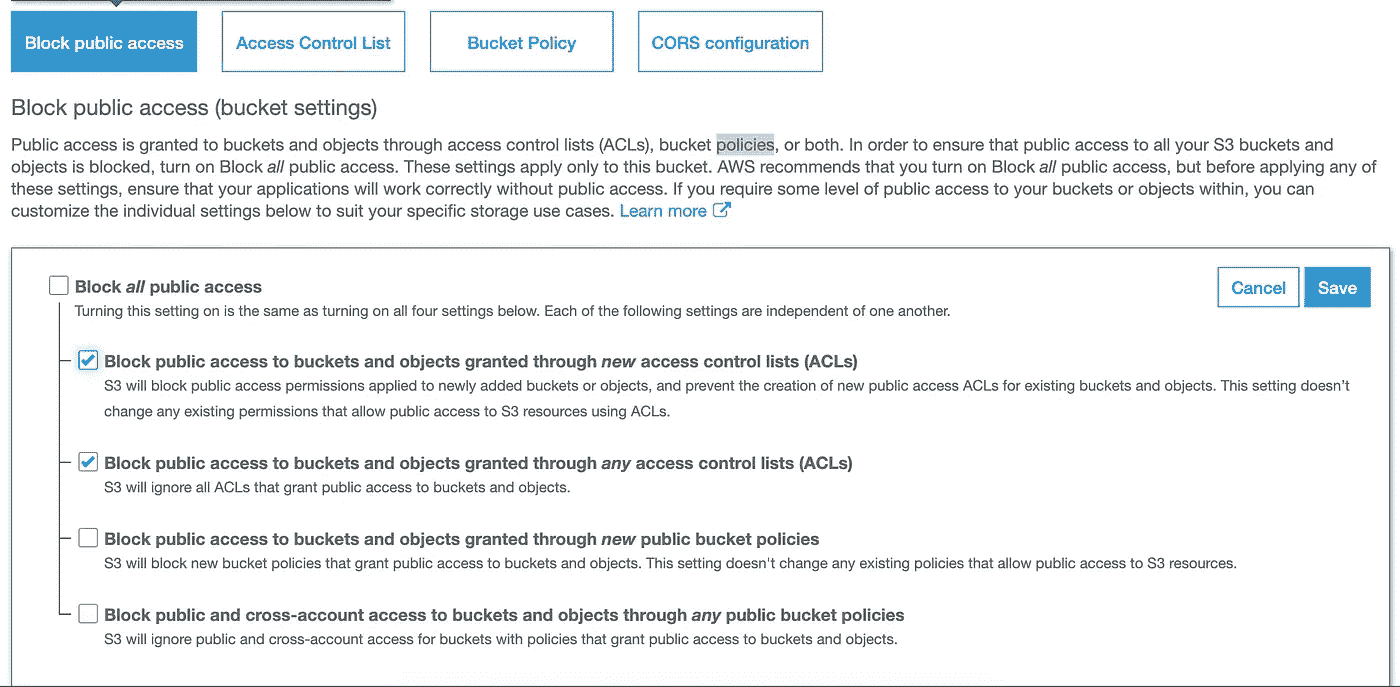 Block public access
Access Control List
Bucket Policy
CORS configuration
Block public access (bucket settings)
Public access is granted to buckets and objects through access control lists (ACLs), bucket policies, or both. In order to ensure that public access to all your S3 buckets and
objects is blocked, turn on Block all public access. These settings apply only to this bucket. AWS recommends that you turn on Block all public access, but before applying any of
these settings, ensure that your applications will work correctly without public access. If you require some level of public access to your buckets or objects within, you can
customize the individual settings below to suit your specific storage use cases. Learn more
Block all public access
Cancel
Save
Turning this setting on is the same as turning on all four settings below. Each of the following settings are independent of one another.
Block public access to buckets and objects granted through new access control lists (ACLs)
S3 will block public access permissions applied to newly added buckets or objects, and prevent the creation of new public access ACLs for existing buckets and objects. This setting doesn’t
change any existing permissions that allow public access to S3 resources using ACLs.
Block public access to buckets and objects granted through any access control lists (ACLs)
S3 will ignore all ACLs that grant public access to buckets and objects.
Block public access to buckets and objects granted through new public bucket policies
S3 will block new bucket policies that grant public access to buckets and objects. This setting doesn't change any existing policies that allow public access to S3 resources.
Block public and cross-account access to buckets and objects through any public bucket policies
S3 will ignore public and cross-account access for buckets with policies that grant public access to buckets and objects.